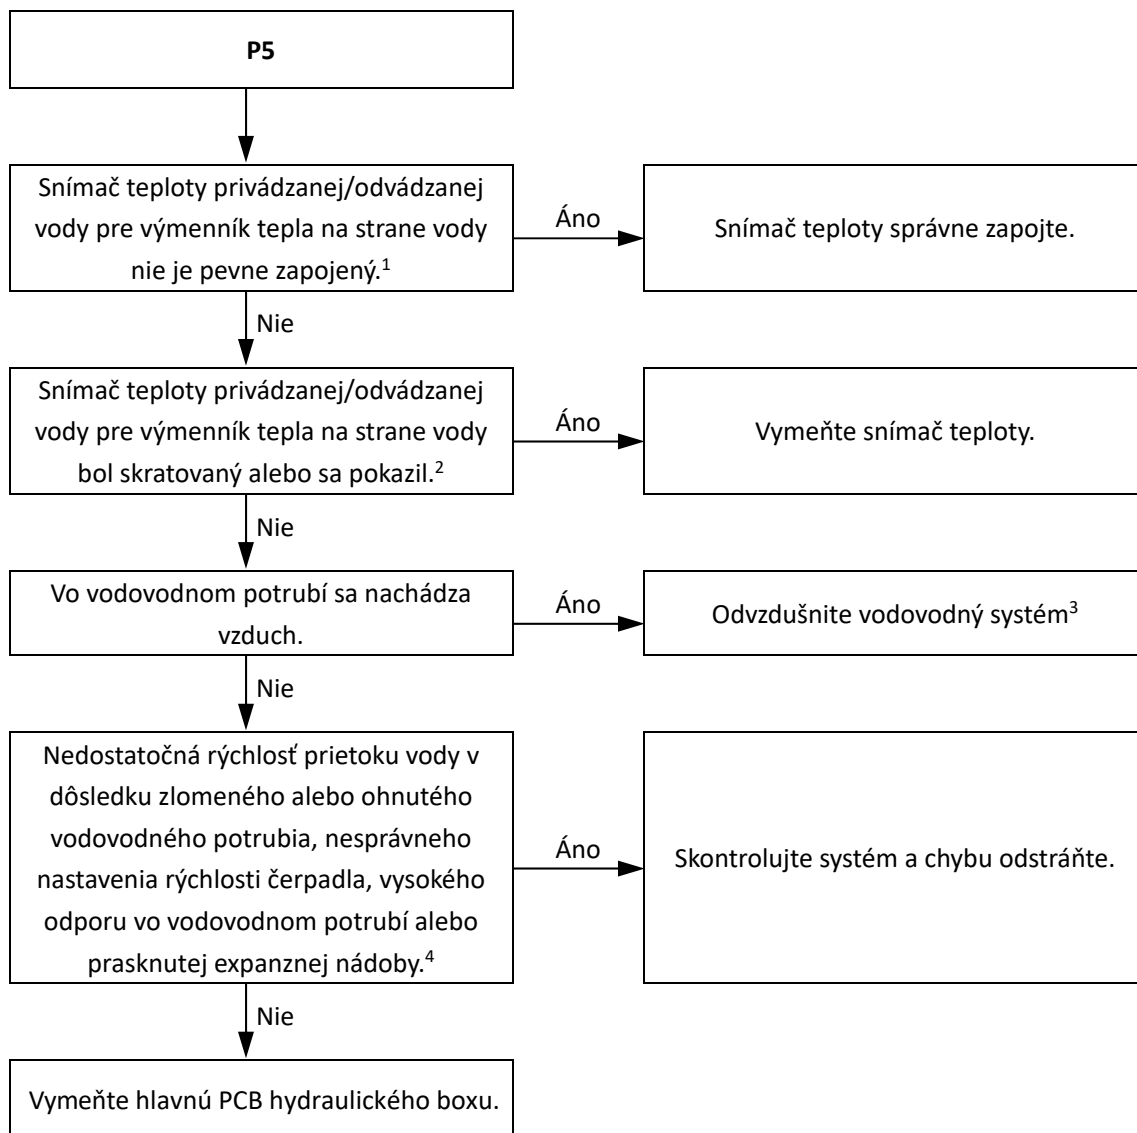 P5
Snímač teploty privádzanej/odvádzanej
vody pre výmenník tepla na strane vody
nie je pevne zapojený.¹
Áno
Snímač teploty správne zapojte.
Nie
Snímač teploty privádzanej/odvádzanej
vody pre výmenník tepla na strane vody
bol skratovaný alebo sa pokazil.²
Áno
Vymeňte snímač teploty.
Nie
Vo vodovodnom potrubí sa nachádza
vzduch.
Áno
Odvzdušnite vodovodný systém³
Nie
Nedostatočná rýchlosť prietoku vody v
dôsledku zlomeného alebo ohnutého
vodovodného potrubia, nesprávneho
nastavenia rýchlosti čerpadla, vysokého
odporu vo vodovodnom potrubí alebo
prasknutej expanznej nádoby.⁴
Áno
Skontrolujte systém a chybu odstráňte.
Nie
Vymeňte hlavnú PCB hydraulického boxu.